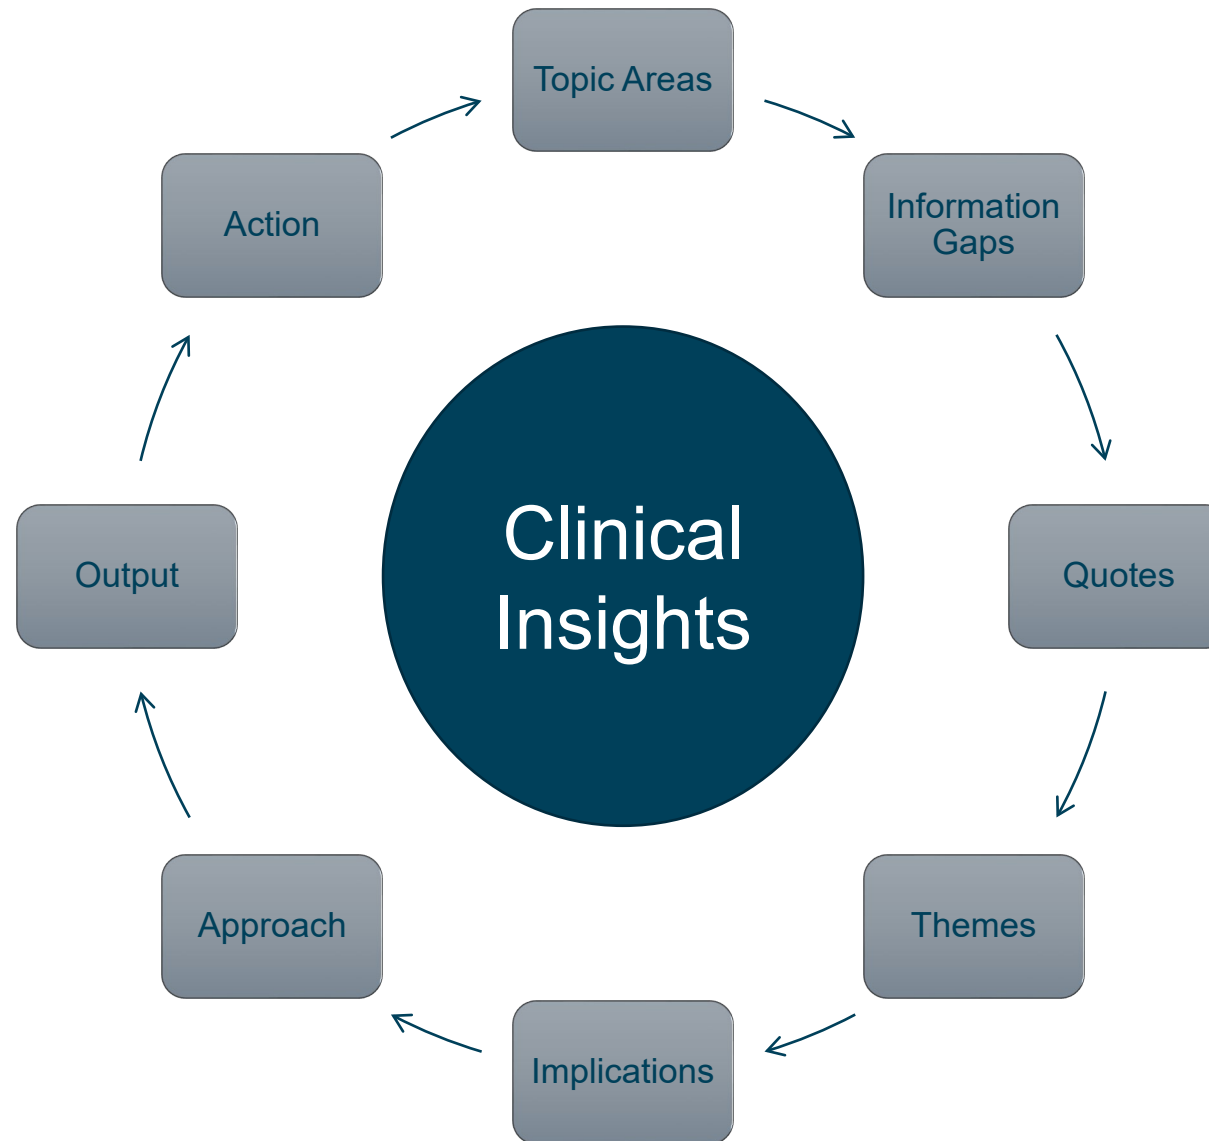 Topic Areas
Information
Gaps
Quotes
Themes
Implications
Approach
Output
Action
Clinical
Insights